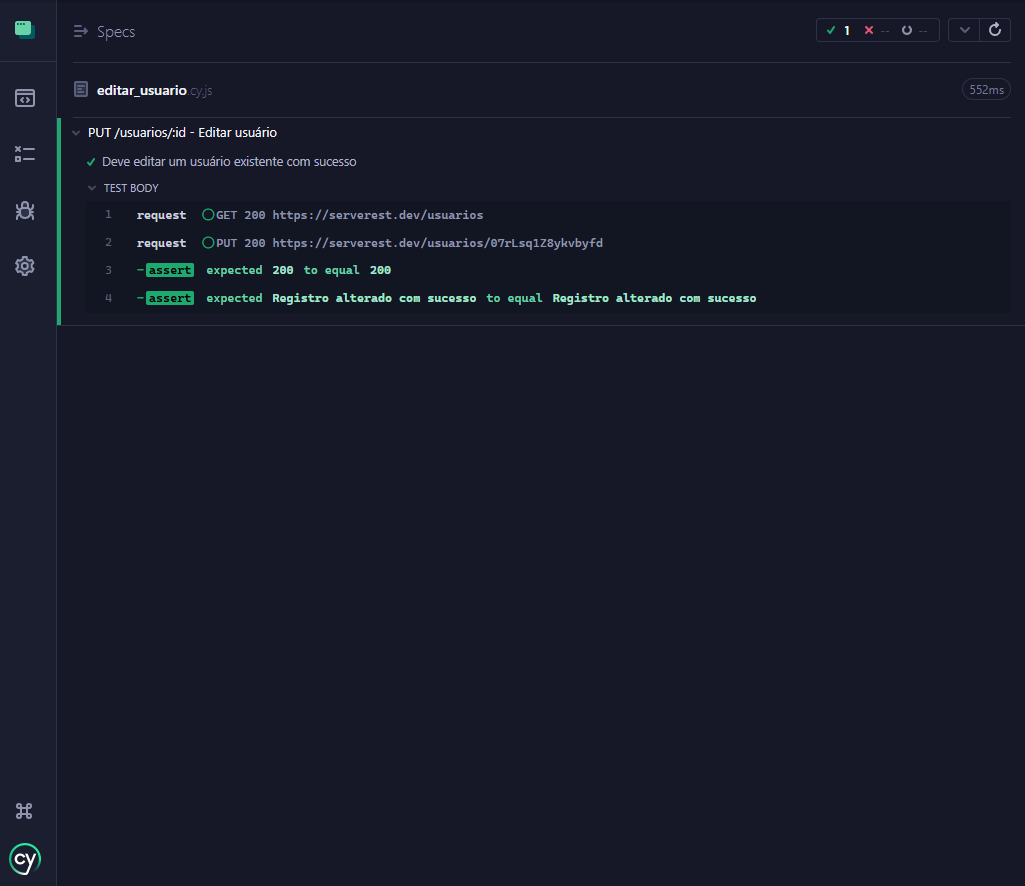 Specs
1 -- --
editar_usuario.cy.js
552ms
PUT /usuarios/:id - Editar usuário
Deve editar um usuário existente com sucesso
TEST BODY
1 request GET 200 https://serverest.dev/usuarios
2 request PUT 200 https://serverest.dev/usuarios/07rLsq1Z8ykvbyfd
3 -assert expected 200 to equal 200
4 -assert expected Registro alterado com sucesso to equal Registro alterado com sucesso
cy